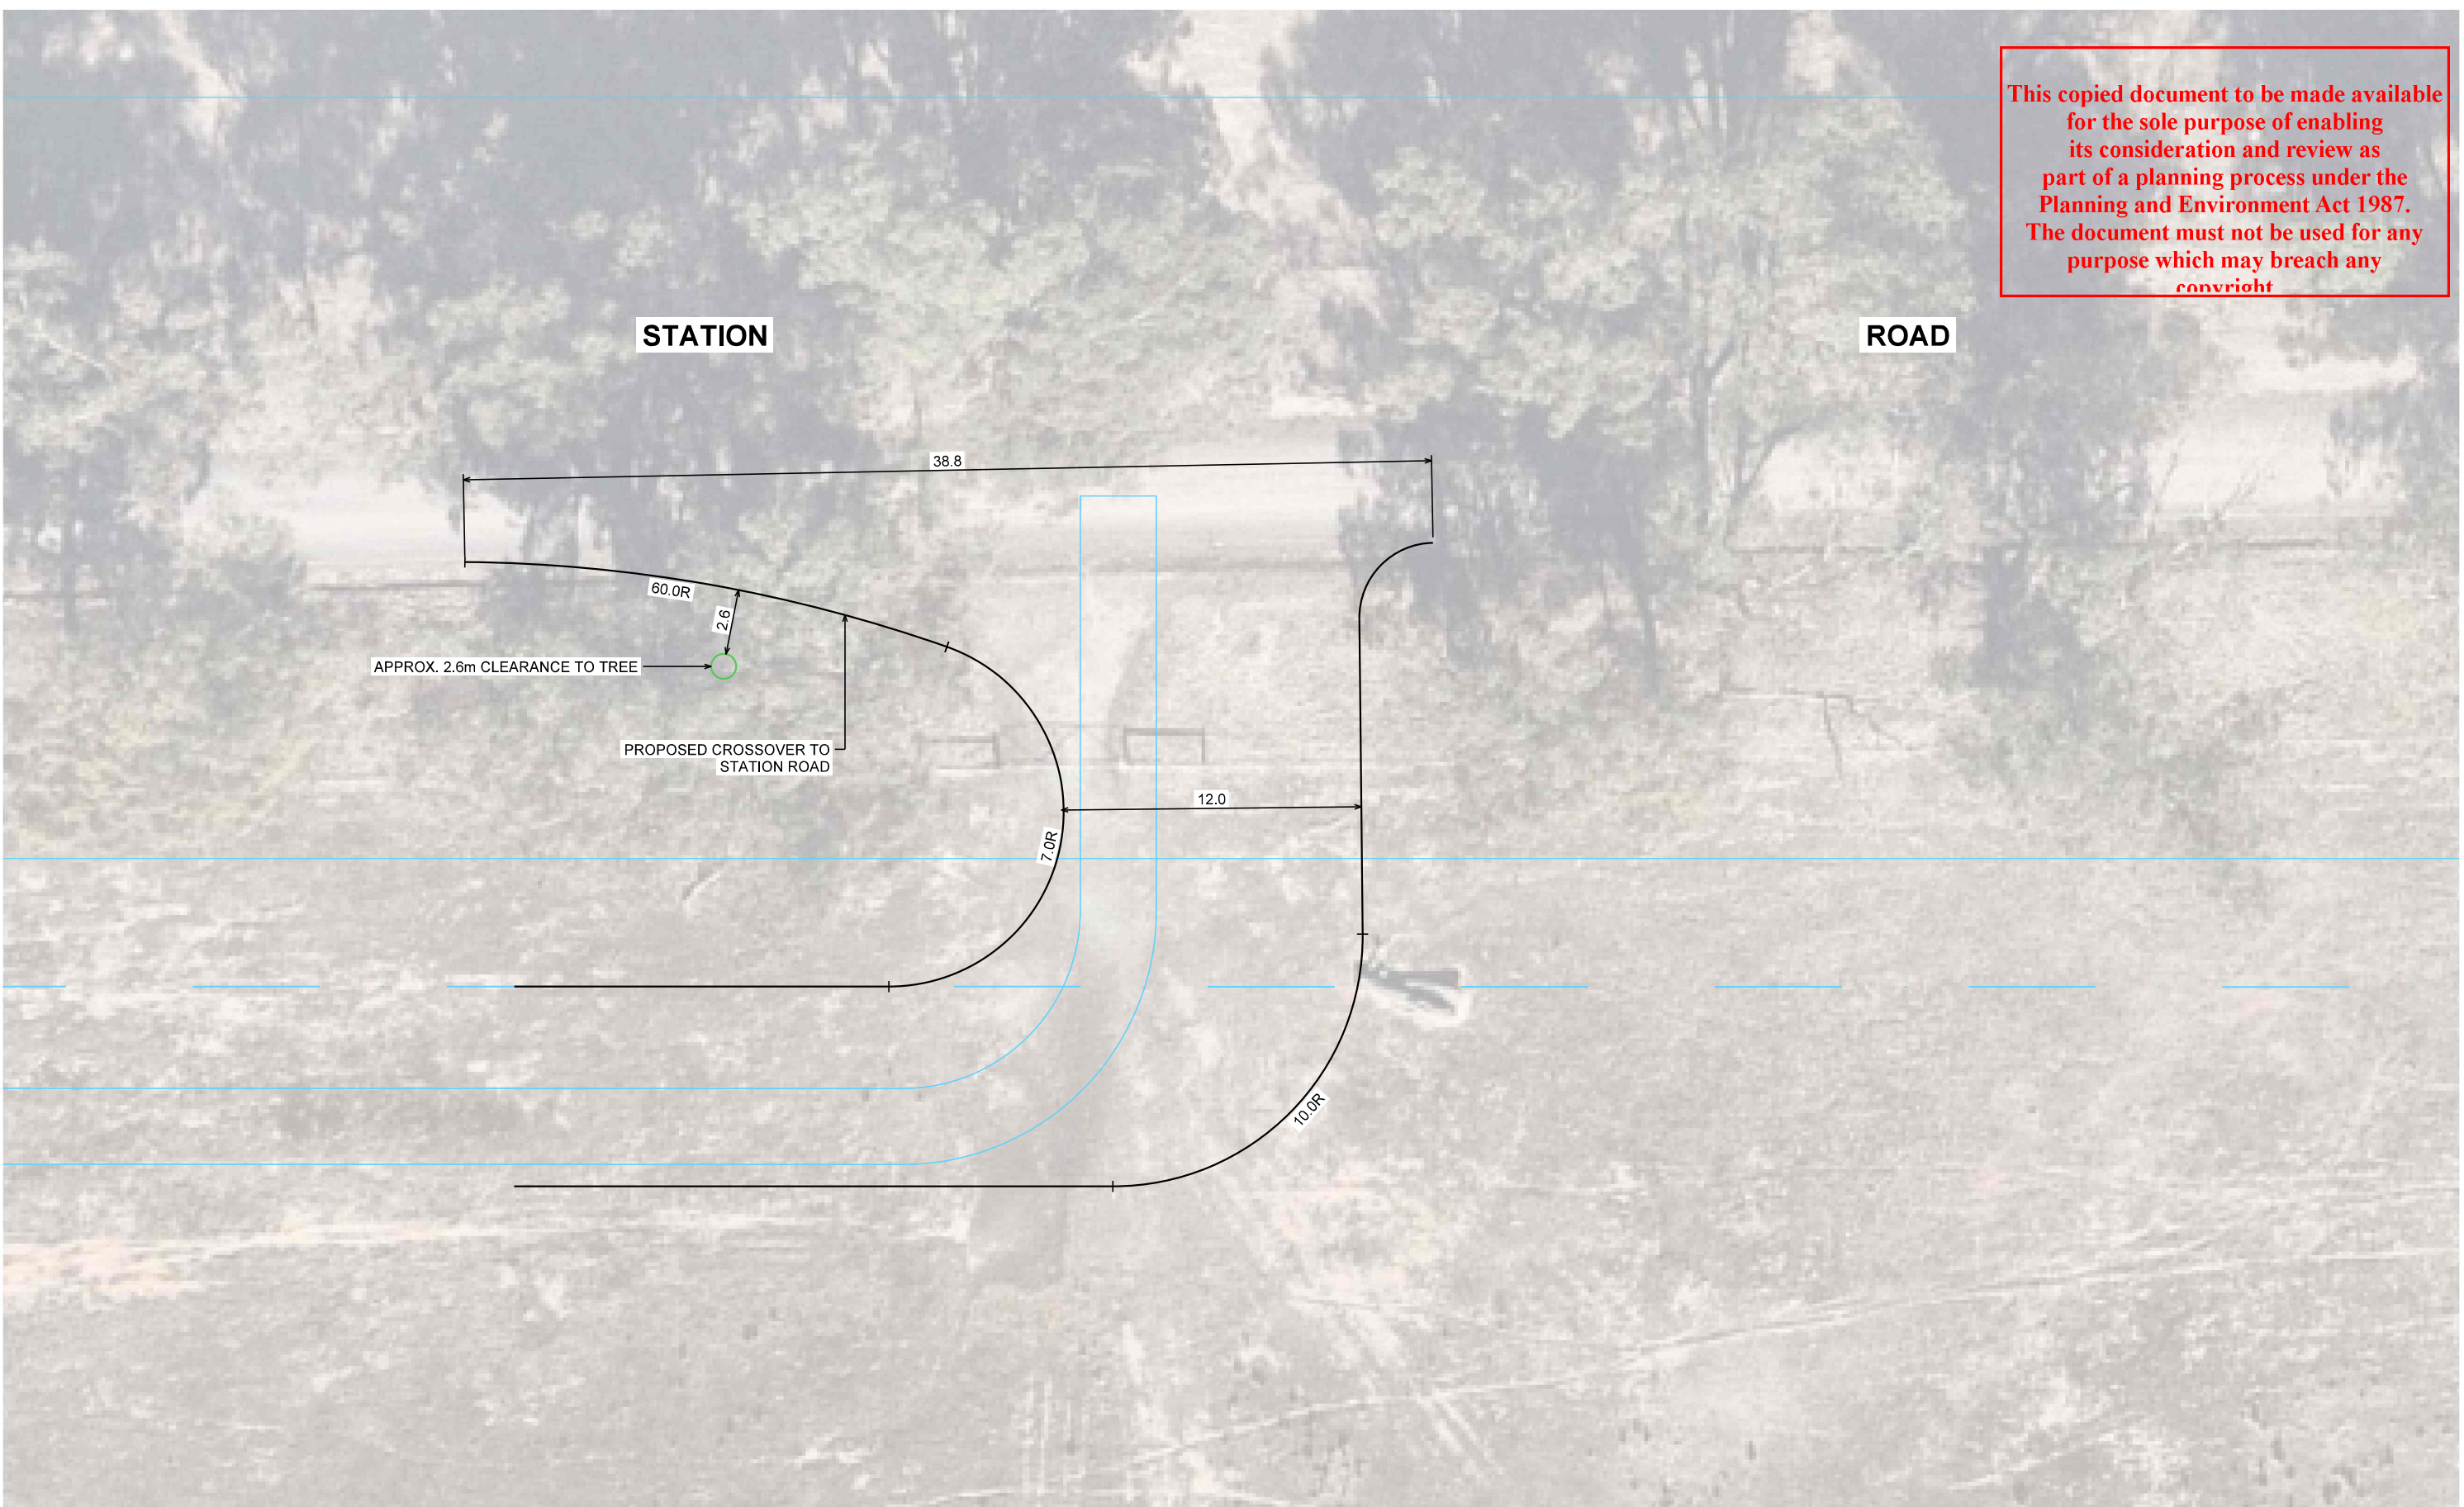 This copied document to be made available
for the sole purpose of enabling
its consideration and review as
part of a planning process under the
Planning and Environment Act 1987.
The document must not be used for any
purpose which may breach any
copyright
STATION
ROAD
38.8
60.0R
2.6
APPROX. 2.6m CLEARANCE TO TREE
PROPOSED CROSSOVER TO
STATION ROAD
12.0
7.0R
10.0R